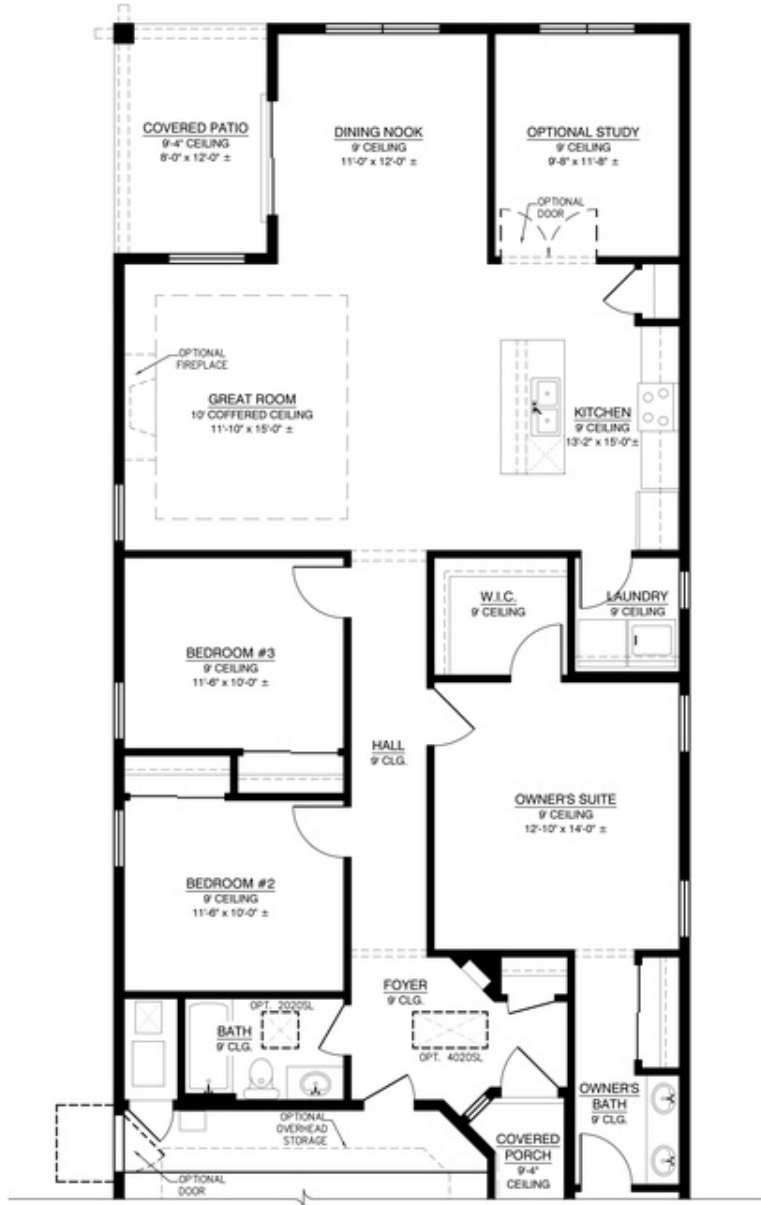 COVERED PATIO
9'-4" CEILING
8'-0" x 12'-0" ±
DINING NOOK
9' CEILING
11'-0" x 12'-0" ±
OPTIONAL STUDY
9' CEILING
9'-8" x 11'-8" ±
OPTIONAL
DOOR
OPTIONAL
FIREPLACE
GREAT ROOM
10' COFFERED CEILING
11'-10" x 15'-0" ±
KITCHEN
9' CEILING
13'-2" x 15'-0"±
W.I.C.
9' CEILING
LAUNDRY
9' CEILING
BEDROOM #3
9' CEILING
11'-6" x 10'-0" ±
HALL
9' CLG.
OWNER'S SUITE
9' CEILING
12'-10" x 14'-0" ±
BEDROOM #2
9' CEILING
11'-6" x 10'-0" ±
FOYER
9' CLG.
OPT. 2020SL
BATH
9' CLG.
OPT. 4020SL
OWNER'S
BATH
9' CLG.
OPTIONAL
OVERHEAD
STORAGE
COVERED
PORCH
9'-4"
CEILING
OPTIONAL
DOOR